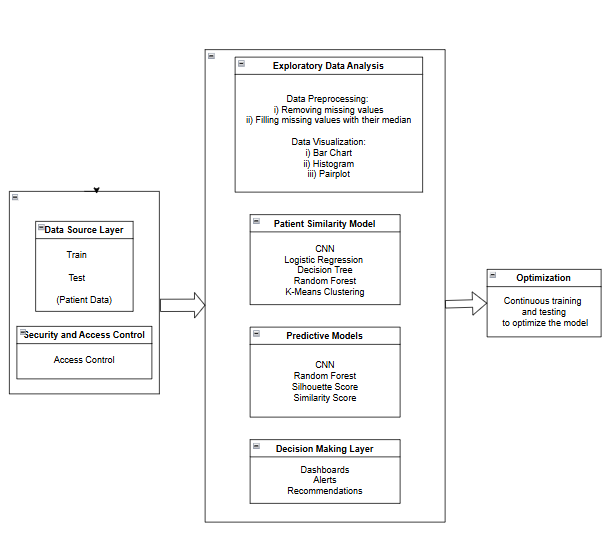 Exploratory Data Analysis
Data Preprocessing:
i) Removing missing values
ii) Filling missing values with their median
Data Visualization:
i) Bar Chart
ii) Histogram
iii) Pairplot
Data Source Layer
Train
Test
(Patient Data)
Security and Access Control
Access Control
Patient Similarity Model
CNN
Logistic Regression
Decision Tree
Random Forest
K-Means Clustering
Predictive Models
CNN
Random Forest
Silhouette Score
Similarity Score
Decision Making Layer
Dashboards
Alerts
Recommendations
Optimization
Continuous training
and testing
to optimize the model